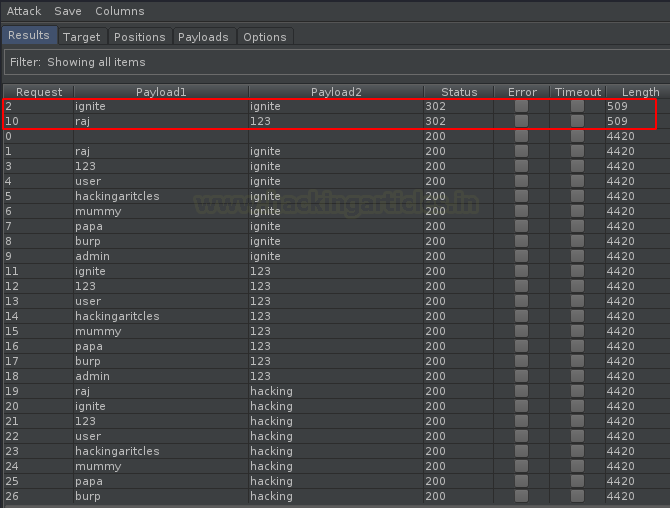 Attack Save Columns
Results Target Positions Payloads Options
Filter: Showing all items
Request Payload1 Payload2 Status Error Timeout Length
2 ignite ignite 302 509
10 raj 123 302 509
0 200 4420
1 raj ignite 200 4420
3 123 ignite 200 4420
4 user ignite 200 4420
5 hackingaritcles ignite 200 4420
6 mummy ignite 200 4420
7 papa ignite 200 4420
8 burp ignite 200 4420
9 admin ignite 200 4420
11 ignite 123 200 4420
12 123 123 200 4420
13 user 123 200 4420
14 hackingaritcles 123 200 4420
15 mummy 123 200 4420
16 papa 123 200 4420
17 burp 123 200 4420
18 admin 123 200 4420
19 raj hacking 200 4420
20 ignite hacking 200 4420
21 123 hacking 200 4420
22 user hacking 200 4420
23 hackingaritcles hacking 200 4420
24 mummy hacking 200 4420
25 papa hacking 200 4420
26 burp hacking 200 4420